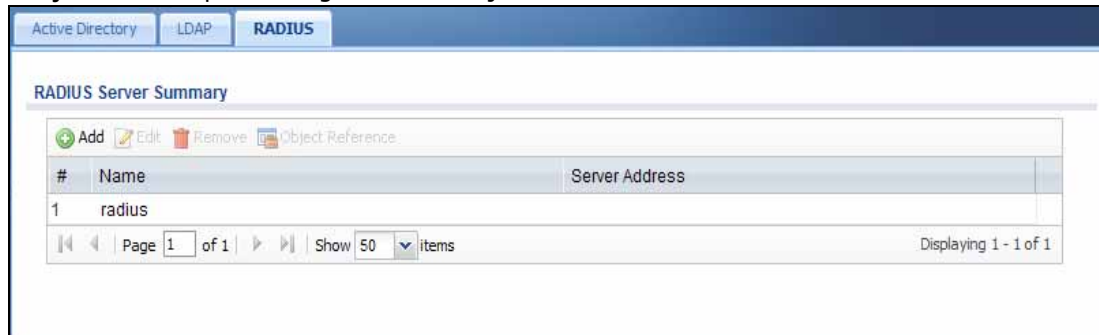 Active Directory LDAP RADIUS
RADIUS Server Summary
Add Edit Remove Object Reference
# Name Server Address
1 radius
Page 1 of 1 Show 50 items Displaying 1 - 1 of 1